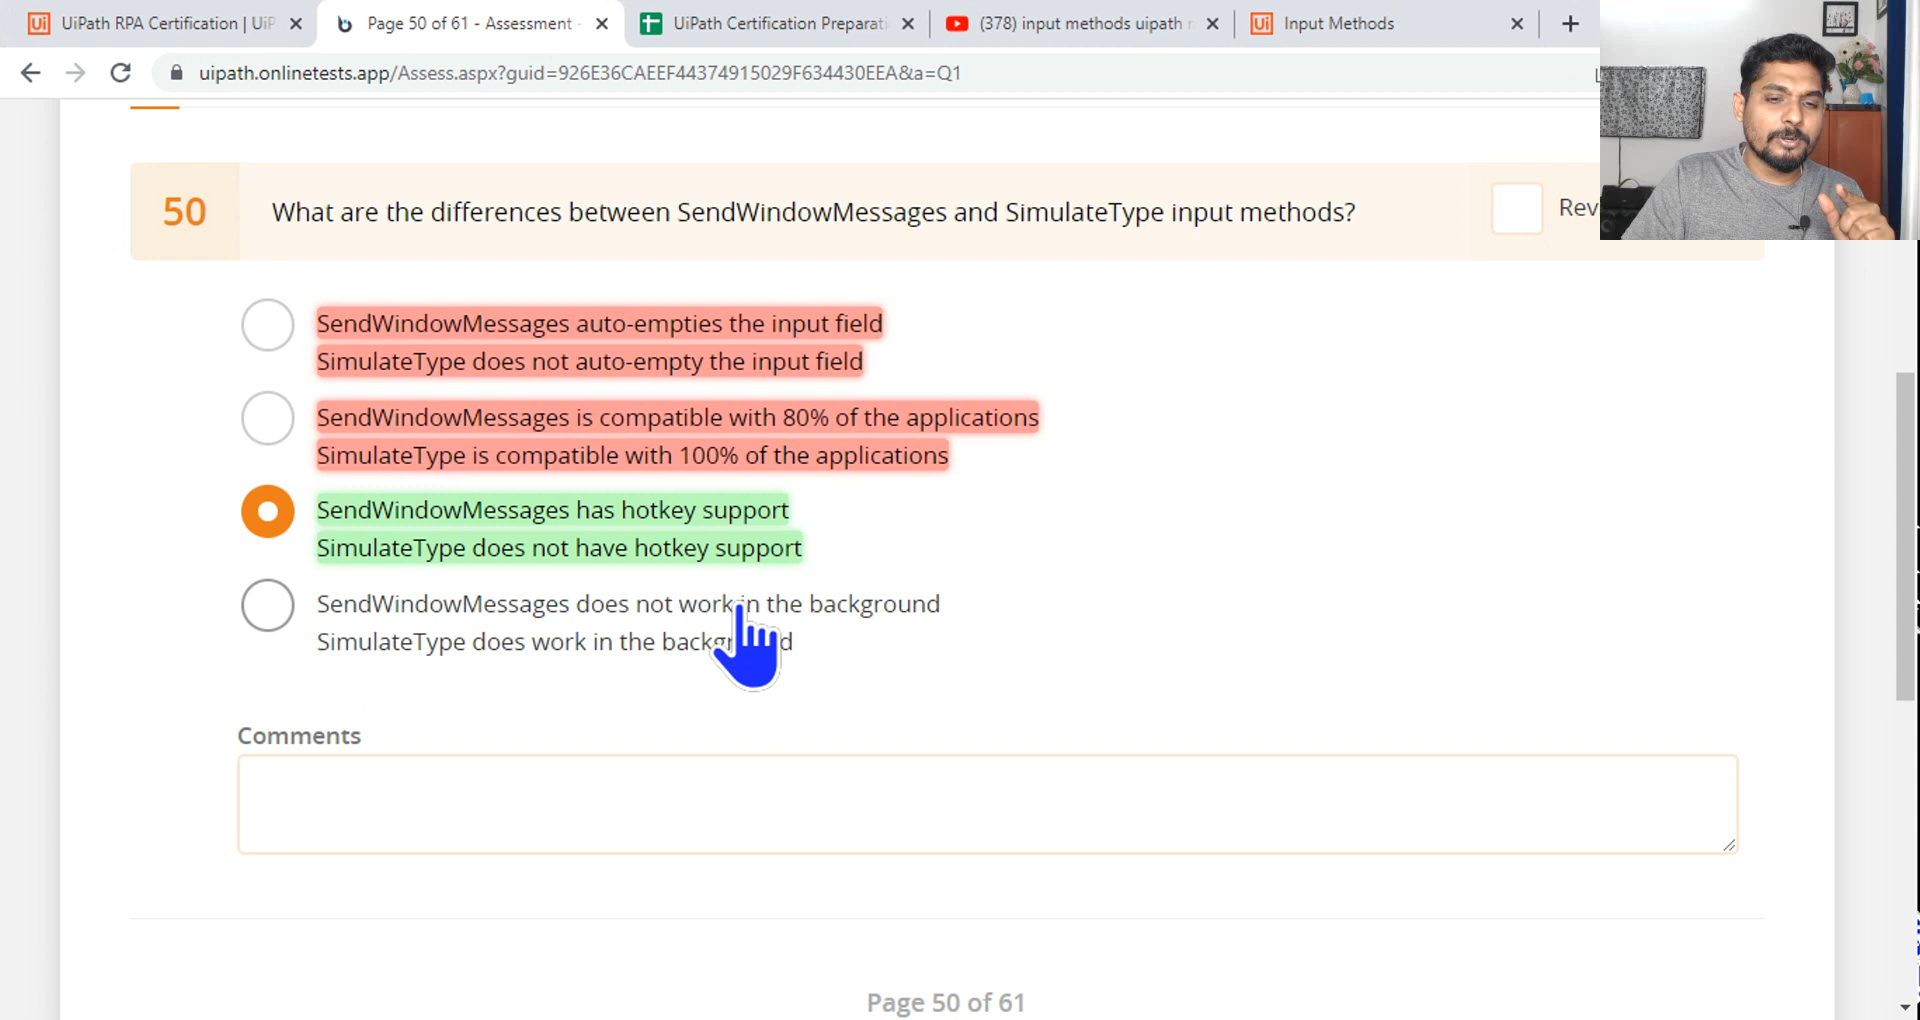 UiPath RPA Certification | UiP
Page 50 of 61 - Assessment -
UiPath Certification Preparati
(378) input methods uipath
Input Methods
uipath.onlinetests.app/Assess.aspx?guid=926E36CAEEF44374915029F634430EEA&a=Q1
50
What are the differences between SendWindowMessages and SimulateType input methods?
Rev
SendWindowMessages auto-empties the input field
SimulateType does not auto-empty the input field
SendWindowMessages is compatible with 80% of the applications
SimulateType is compatible with 100% of the applications
SendWindowMessages has hotkey support
SimulateType does not have hotkey support
SendWindowMessages does not work in the background
SimulateType does work in the background
Comments
Page 50 of 61